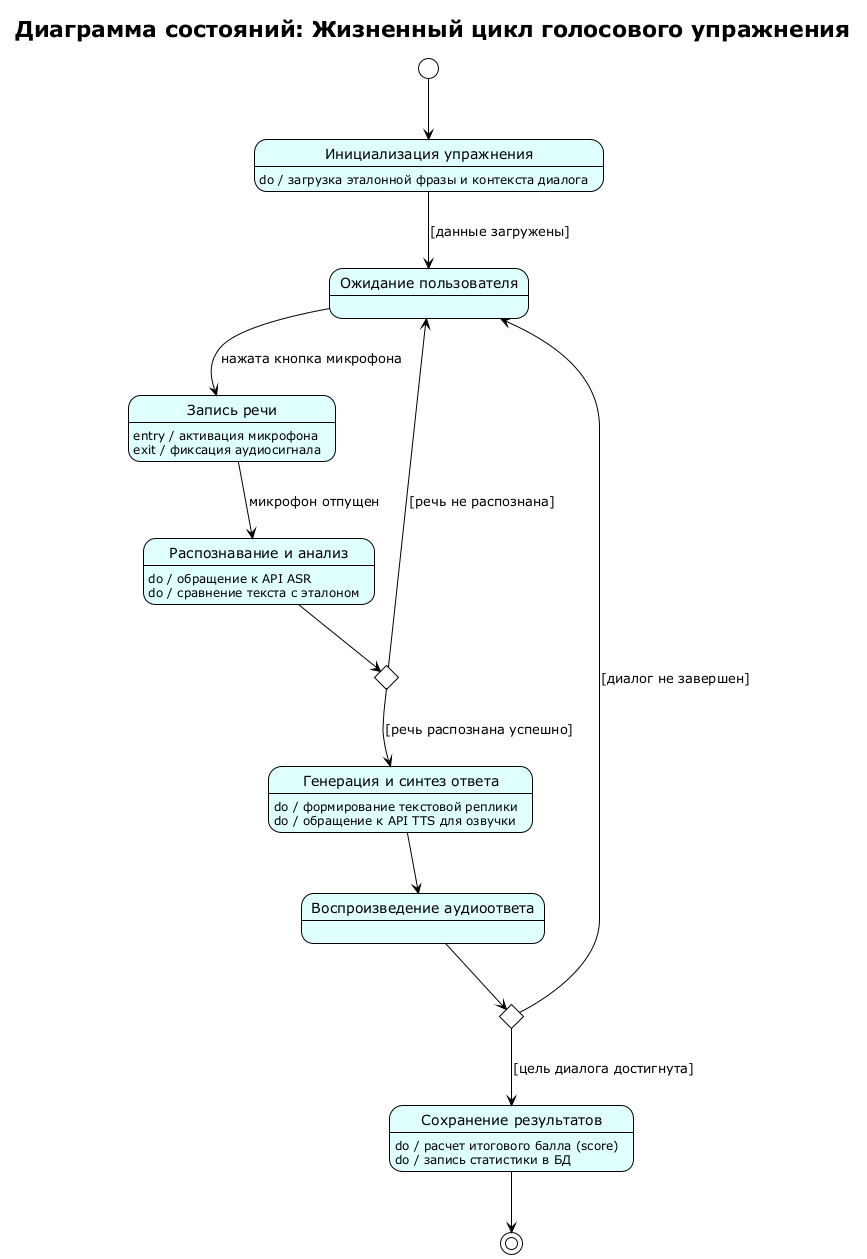 Диаграмма состояний: Жизненный цикл голосового упражнения
Инициализация упражнения
do / загрузка эталонной фразы и контекста диалога
[данные загружены]
Ожидание пользователя
нажата кнопка микрофона
Запись речи
entry / активация микрофона
exit / фиксация аудиосигнала
микрофон отпущен
[речь не распознана]
Распознавание и анализ
do / обращение к API ASR
do / сравнение текста с эталоном
[диалог не завершен]
[речь распознана успешно]
Генерация и синтез ответа
do / формирование текстовой реплики
do / обращение к API TTS для озвучки
Воспроизведение аудиоответа
[цель диалога достигнута]
Сохранение результатов
do / расчет итогового балла (score)
do / запись статистики в БД